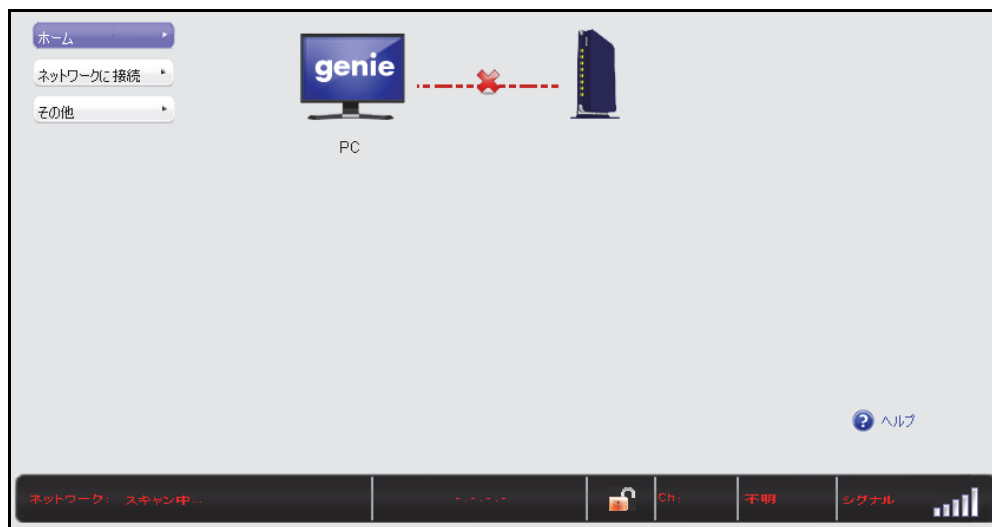 ホーム
ネットワークに接続
その他
genie
PC
ヘルプ
ネットワーク: スキャン中...
-.-.-.-
Ch:
不明
シグナル